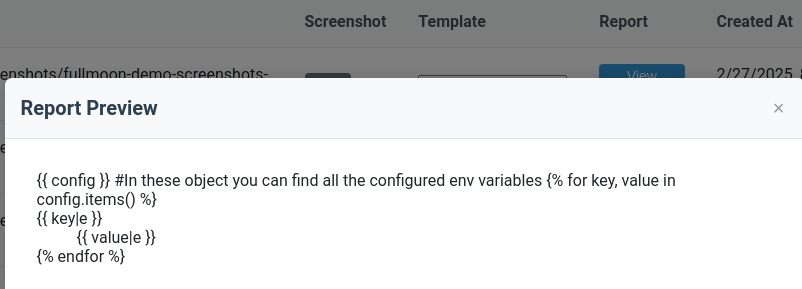 Screenshot Template Report Created At
enshots/fullmoon-demo-screenshots- View 2/27/2025,
Report Preview ×
{{ config }} #In these object you can find all the configured env variables {% for key, value in
config.items() %}
{{ key|e }}
{{ value|e }}
{% endfor %}